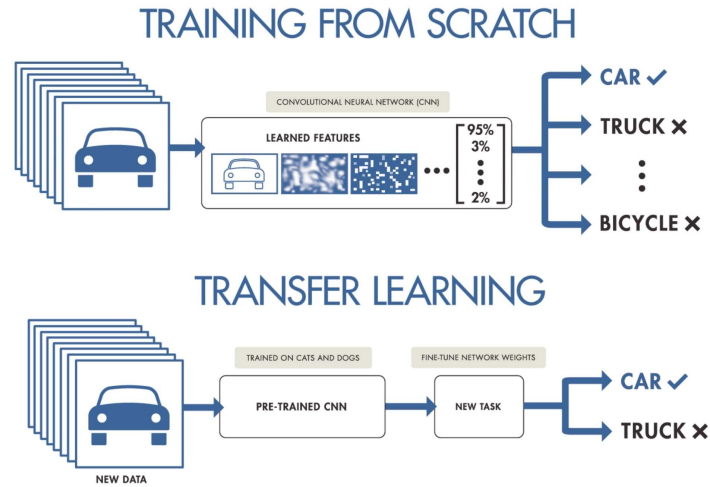 TRAINING FROM SCRATCH
CONVOLUTIONAL NEURAL NETWORK (CNN)
LEARNED FEATURES
95%
3%
2%
CAR ✓
TRUCK ✕
BICYCLE ✕
TRANSFER LEARNING
TRAINED ON CATS AND DOGS
FINE-TUNE NETWORK WEIGHTS
PRE-TRAINED CNN
NEW TASK
CAR ✓
TRUCK ✕
NEW DATA